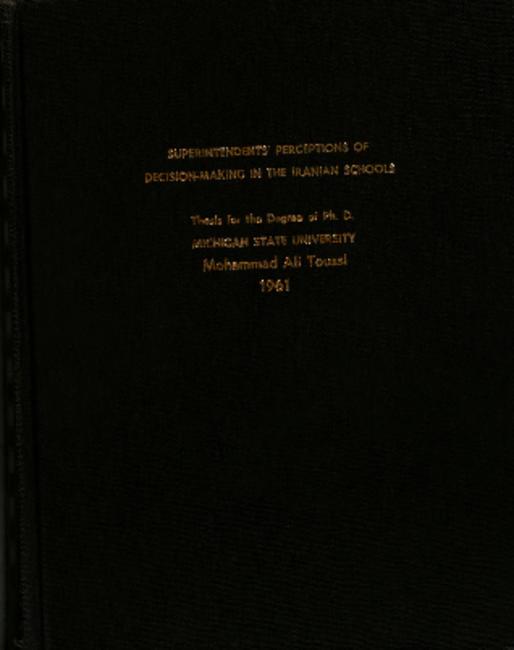 SUPERINTENDENTS' PERCEPTIONS OF
DECISION-MAKING IN THE IRANIAN SCHOOLS
Thesis for the Degree of Ph. D.
MICHIGAN STATE UNIVERSITY
Mohammad Ali Toussi
1961